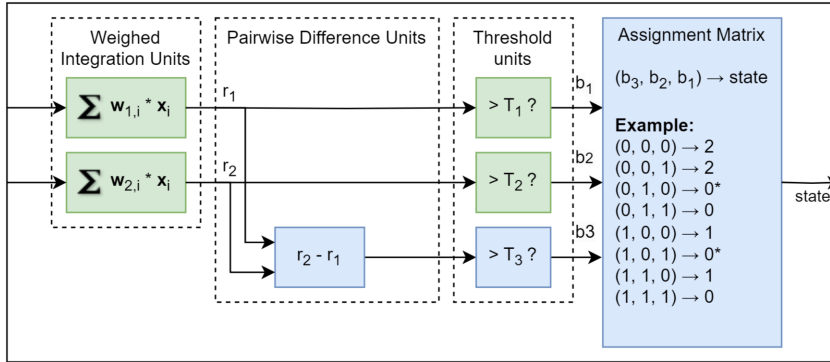 Weighed
Integration Units
Pairwise Difference Units
Threshold
units
Assignment Matrix
(b3, b2, b1) → state
Example:
(0, 0, 0) → 2
(0, 0, 1) → 2
(0, 1, 0) → 0*
(0, 1, 1) → 0
(1, 0, 0) → 1
(1, 0, 1) → 0*
(1, 1, 0) → 1
(1, 1, 1) → 0
∑ w1,i * xi
r1
> T1 ?
b1
∑ w2,i * xi
r2
> T2 ?
b2
r2 - r1
> T3 ?
b3
state